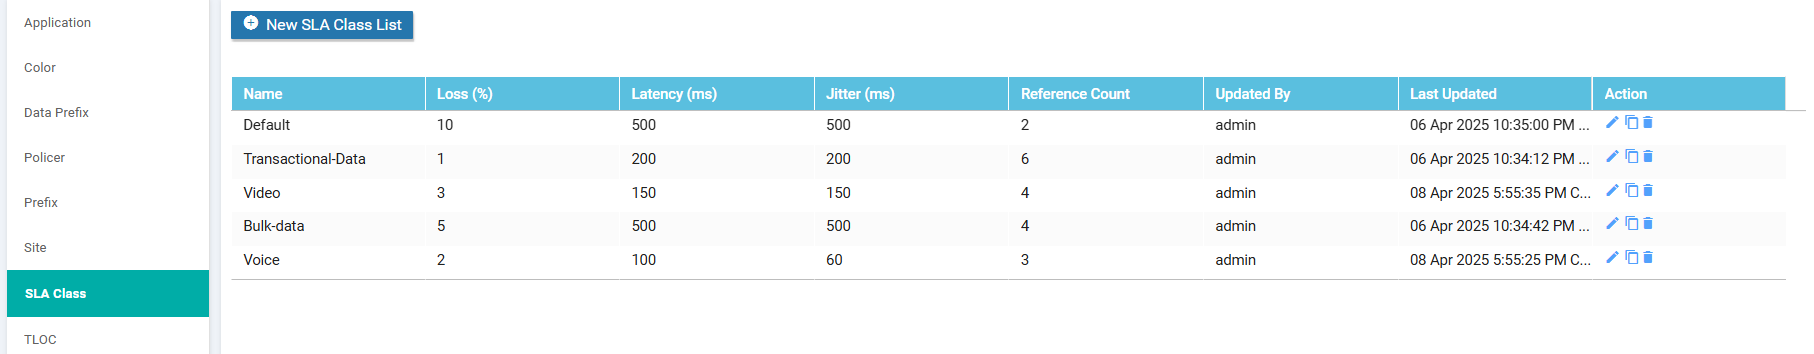 Application
Color
Data Prefix
Policer
Prefix
Site
SLA Class
TLOC
New SLA Class List
Name Loss (%) Latency (ms) Jitter (ms) Reference Count Updated By Last Updated Action
Default 10 500 500 2 admin 06 Apr 2025 10:35:00 PM ...
Transactional-Data 1 200 200 6 admin 06 Apr 2025 10:34:12 PM ...
Video 3 150 150 4 admin 08 Apr 2025 5:55:35 PM C...
Bulk-data 5 500 500 4 admin 06 Apr 2025 10:34:42 PM ...
Voice 2 100 60 3 admin 08 Apr 2025 5:55:25 PM C...